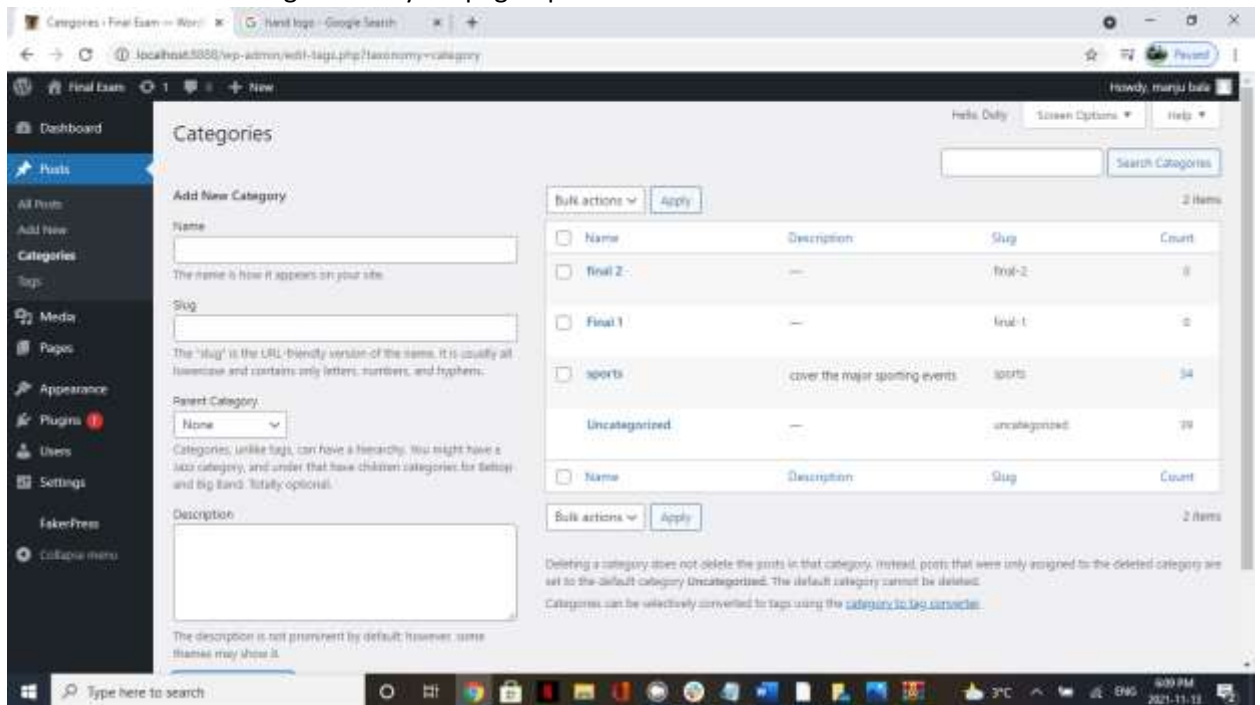 Categories ‹ Final Exam — Word
hand logo - Google Search
localhost:8888/wp-admin/edit-tags.php?taxonomy=category
Paused
Final Exam
1
New
Howdy, manju bala
Dashboard
Posts
All Posts
Add New
Categories
Tags
Media
Pages
Appearance
Plugins 1
Users
Settings
FakerPress
Collapse menu
Hello, Dolly
Screen Options
Help
Categories
Search Categories
Add New Category
Name
The name is how it appears on your site.
Slug
The “slug” is the URL-friendly version of the name. It is usually all
lowercase and contains only letters, numbers, and hyphens.
Parent Category
None
Categories, unlike tags, can have a hierarchy. You might have a
Jazz category, and under that have children categories for Bebop
and Big Band. Totally optional.
Description
The description is not prominent by default; however, some
themes may show it.
Bulk actions Apply
2 items
Name Description Slug Count
final 2 — final-2 0
Final 1 — final-1 0
sports cover the major sporting events sports 34
Uncategorized — uncategorized
Name Description Slug Count
Bulk actions Apply
2 items
Deleting a category does not delete the posts in that category. Instead, posts that were only assigned to the deleted category are
set to the default category Uncategorized. The default category cannot be deleted.
Categories can be selectively converted to tags using the category to tag converter.
Type here to search
3°C
ENG
6:09 PM
2021-11-13